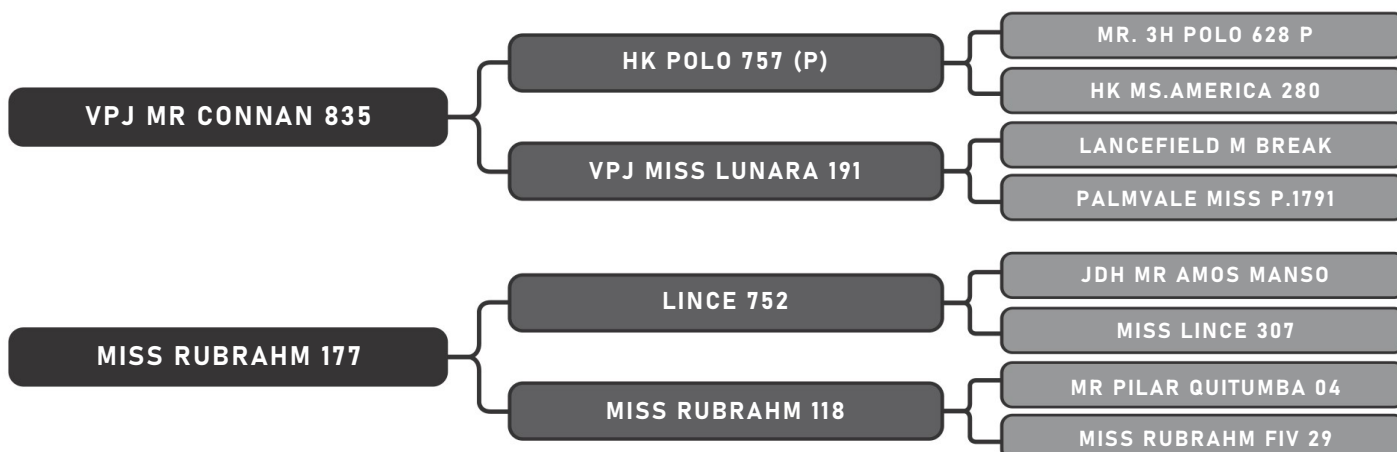 VPJ MR CONNAN 835
HK POLO 757 (P)
MR. 3H POLO 628 P
HK MS.AMERICA 280
VPJ MISS LUNARA 191
LANCEFIELD M BREAK
PALMVALE MISS P.1791
MISS RUBRAHM 177
LINCE 752
JDH MR AMOS MANSO
MISS LINCE 307
MISS RUBRAHM 118
MR PILAR QUITUMBA 04
MISS RUBRAHM FIV 29